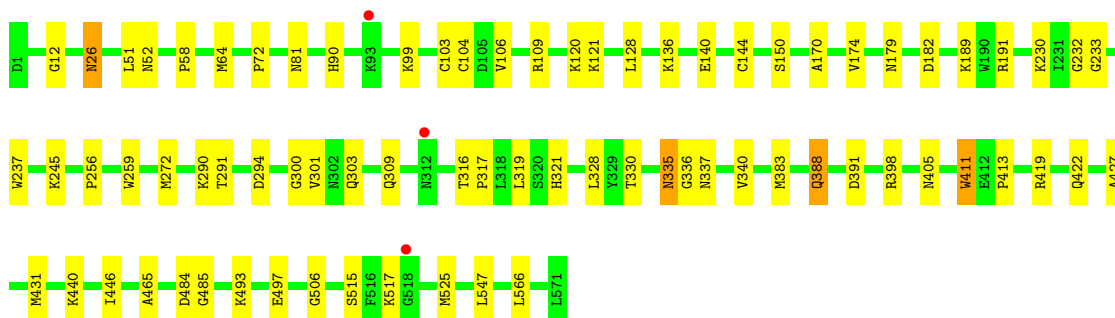 D1 G12 N26 L51 N52 P58 M64 P72 N81 H90 K93 K99 C103 C104 D105 V106 R109 K120 K121 L128 K136 E140 C144 S150 A170 V174 N179 D182 K189 W190 R191 K230 I231 G232 G233
W237 K245 P256 W259 M272 K290 T291 D294 G300 V301 N302 Q303 Q309 N312 T316 P317 L318 L319 S320 H321 L328 Y329 T330 N335 G336 N337 V340 M383 Q388 D391 R398 N405 W411 E412 P413 R419 Q422 A427
M431 K440 I446 A465 D484 G485 K493 E497 G506 S515 F516 K517 G518 M525 L547 L566 L571